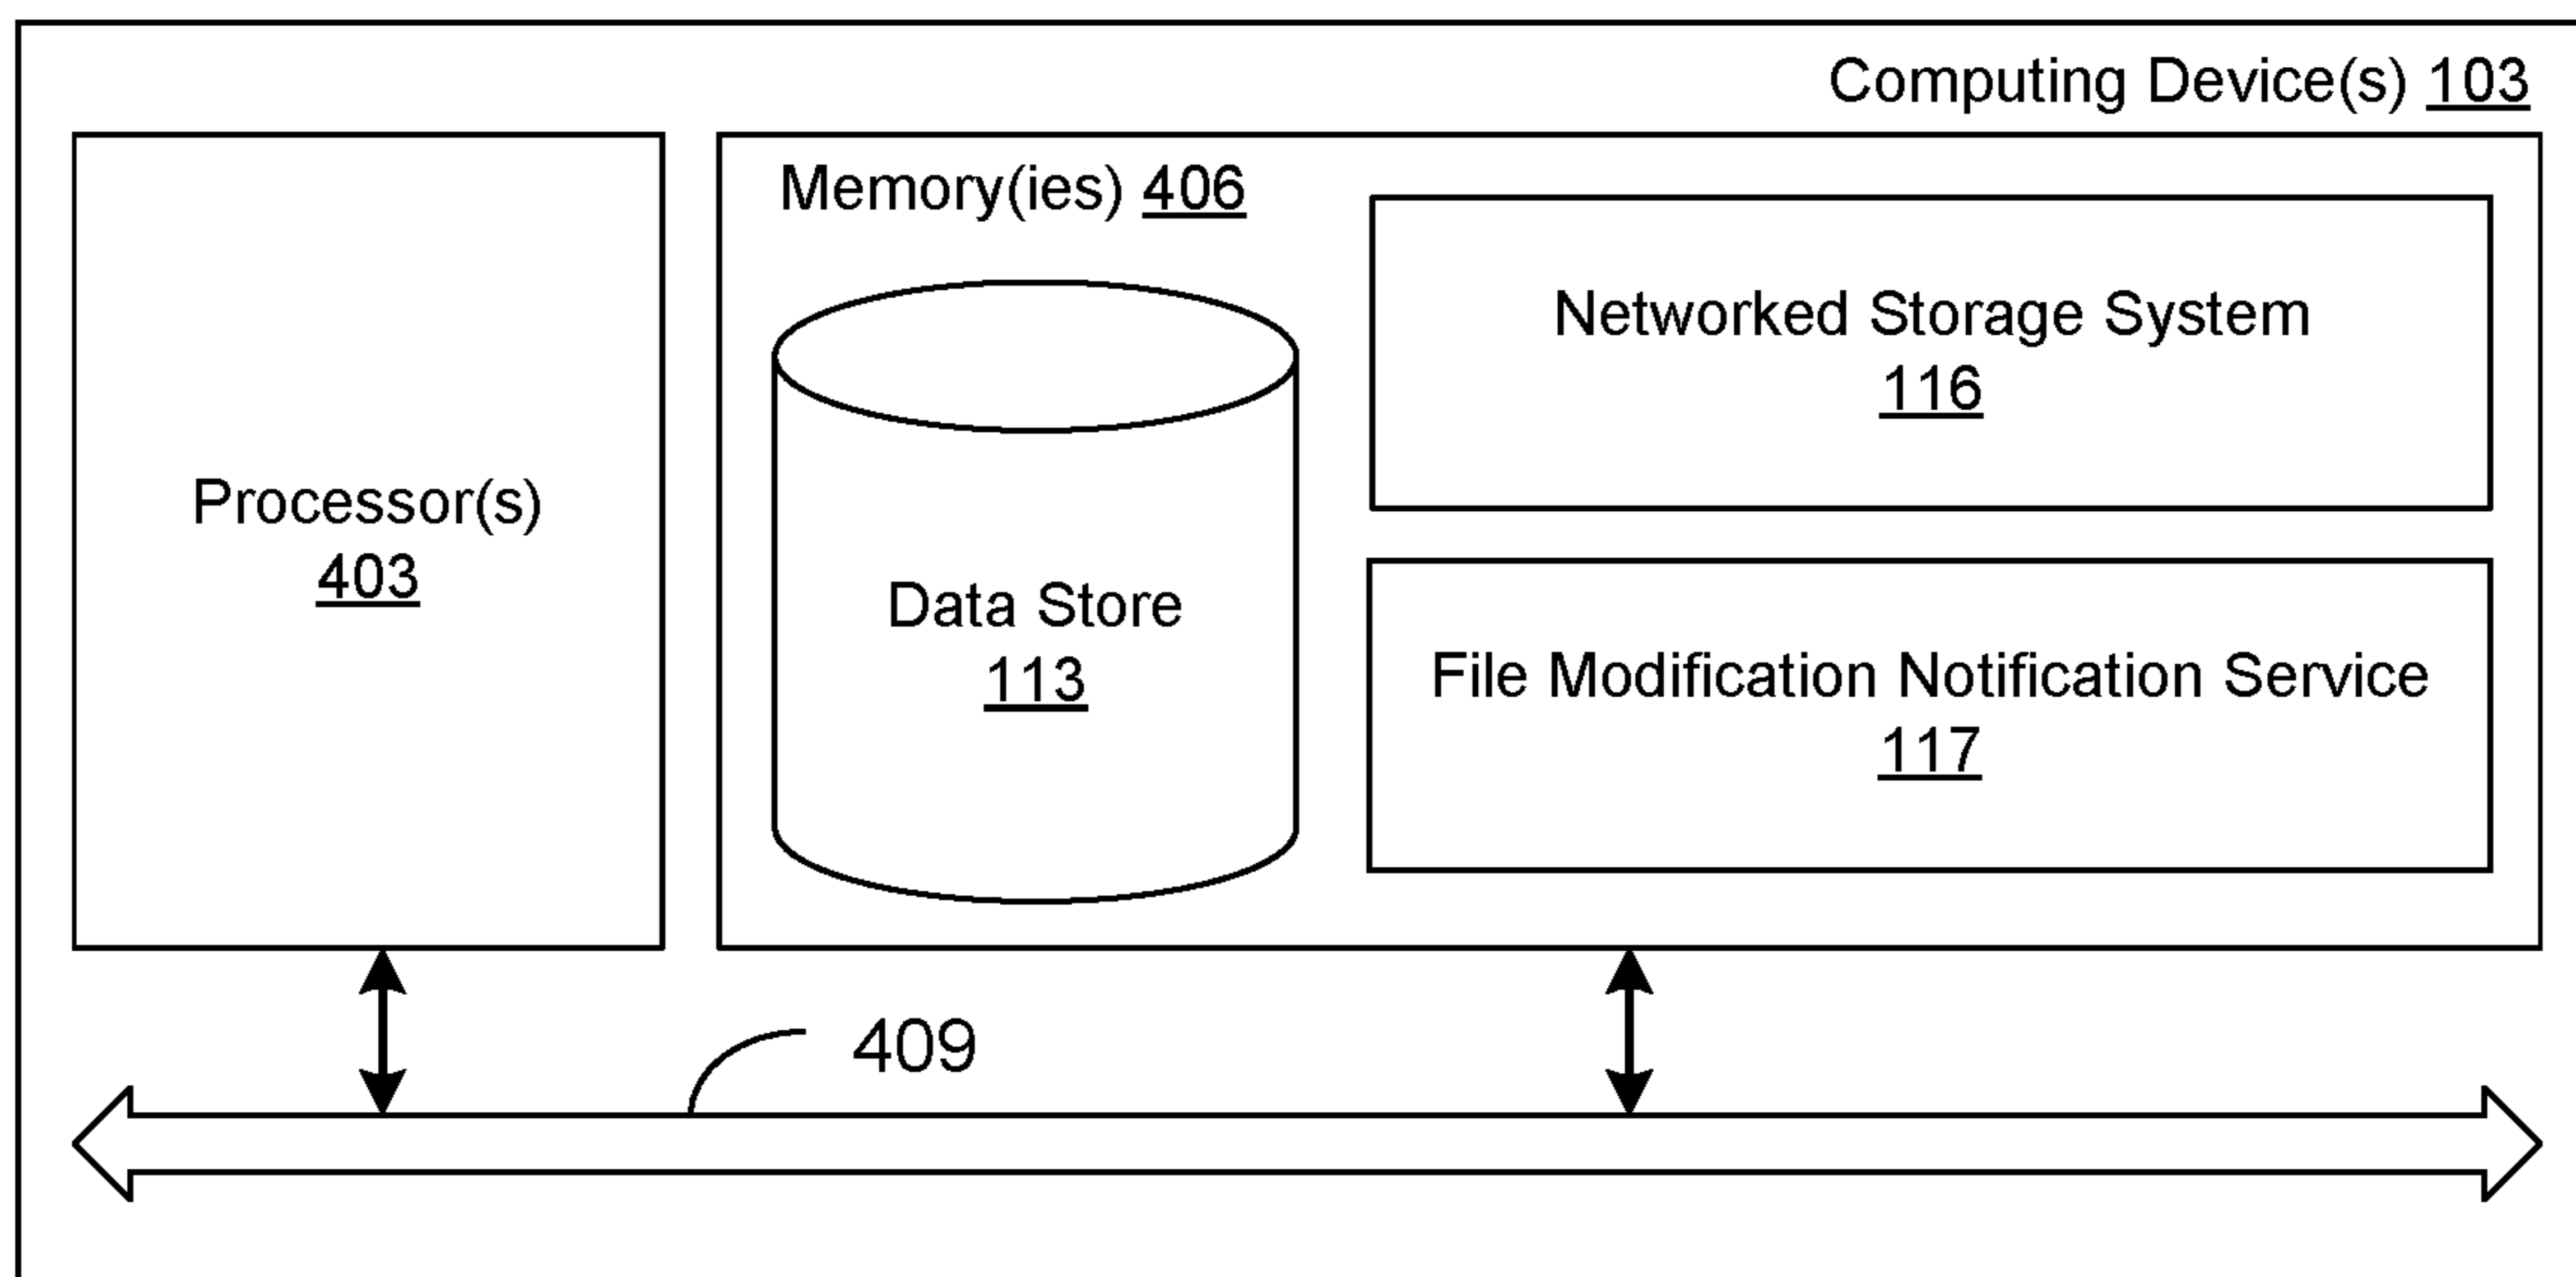 Computing Device(s) 103
Memory(ies) 406
Networked Storage System
116
Processor(s)
403
Data Store
113
File Modification Notification Service
117
409